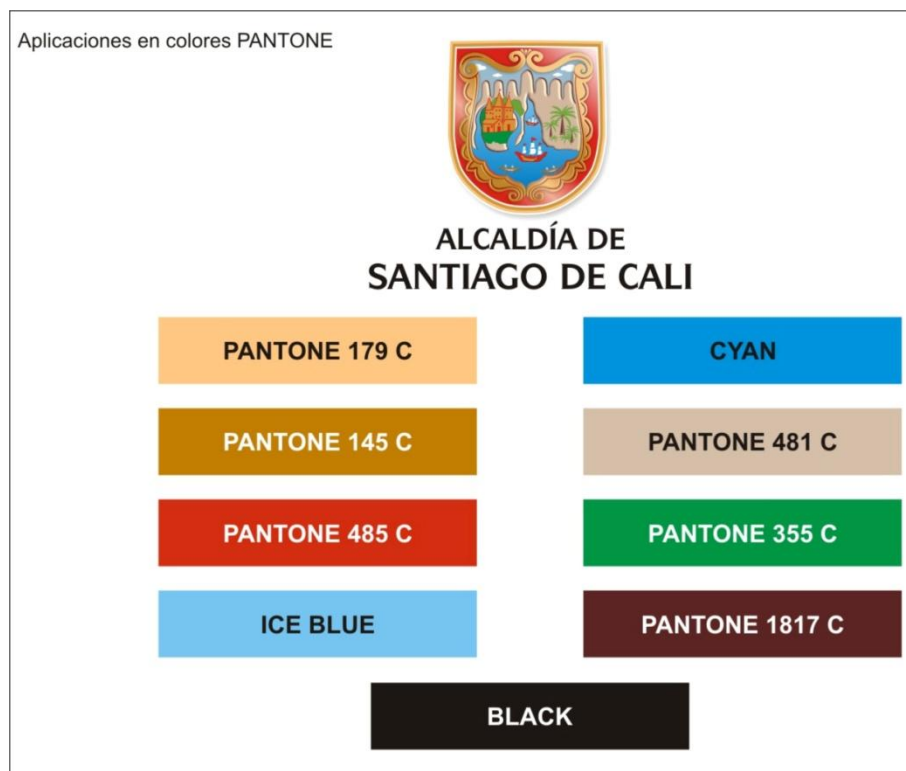 Aplicaciones en colores PANTONE
ALCALDÍA DE
SANTIAGO DE CALI
PANTONE 179 C
CYAN
PANTONE 145 C
PANTONE 481 C
PANTONE 485 C
PANTONE 355 C
ICE BLUE
PANTONE 1817 C
BLACK